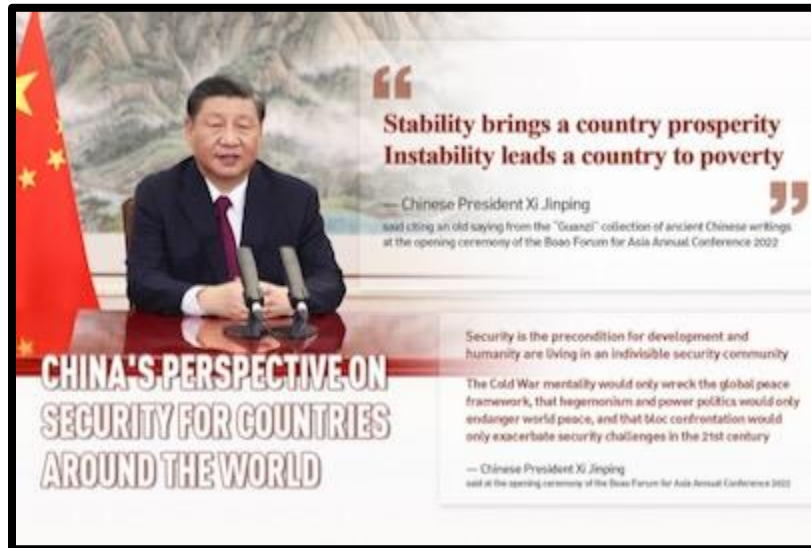 “
Stability brings a country prosperity
Instability leads a country to poverty
”
— Chinese President Xi Jinping
said citing an old saying from the "Guanzi" collection of ancient Chinese writings
at the opening ceremony of the Boao Forum for Asia Annual Conference 2022
CHINA'S PERSPECTIVE ON
SECURITY FOR COUNTRIES
AROUND THE WORLD
Security is the precondition for development and
humanity are living in an indivisible security community
The Cold War mentality would only wreck the global peace
framework, that hegemonism and power politics would only
endanger world peace, and that bloc confrontation would
only exacerbate security challenges in the 21st century
— Chinese President Xi Jinping
said at the opening ceremony of the Boao Forum for Asia Annual Conference 2022